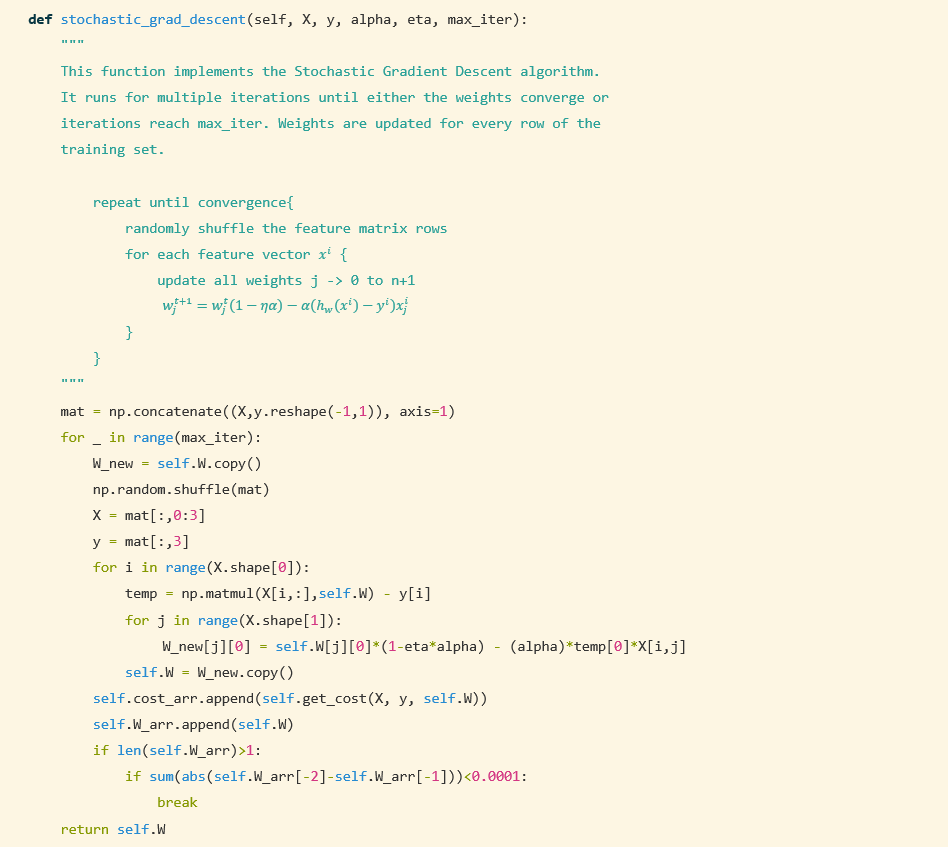 def stochastic_grad_descent(self, X, y, alpha, eta, max_iter):
    """
    This function implements the Stochastic Gradient Descent algorithm.
    It runs for multiple iterations until either the weights converge or
    iterations reach max_iter. Weights are updated for every row of the
    training set.

        repeat until convergence{
            randomly shuffle the feature matrix rows
            for each feature vector 𝑥ⁱ {
                update all weights j -> 0 to n+1
                𝑤ⱼᵗ⁺¹ = 𝑤ⱼᵗ(1 − 𝜂𝛼) − 𝛼(ℎ_𝑤(𝑥ⁱ) − 𝑦ⁱ)𝑥ⱼⁱ
            }
        }
    """
    mat = np.concatenate((X,y.reshape(-1,1)), axis=1)
    for _ in range(max_iter):
        W_new = self.W.copy()
        np.random.shuffle(mat)
        X = mat[:,0:3]
        y = mat[:,3]
        for i in range(X.shape[0]):
            temp = np.matmul(X[i,:],self.W) - y[i]
            for j in range(X.shape[1]):
                W_new[j][0] = self.W[j][0]*(1-eta*alpha) - (alpha)*temp[0]*X[i,j]
            self.W = W_new.copy()
        self.cost_arr.append(self.get_cost(X, y, self.W))
        self.W_arr.append(self.W)
        if len(self.W_arr)>1:
            if sum(abs(self.W_arr[-2]-self.W_arr[-1]))<0.0001:
                break
    return self.W